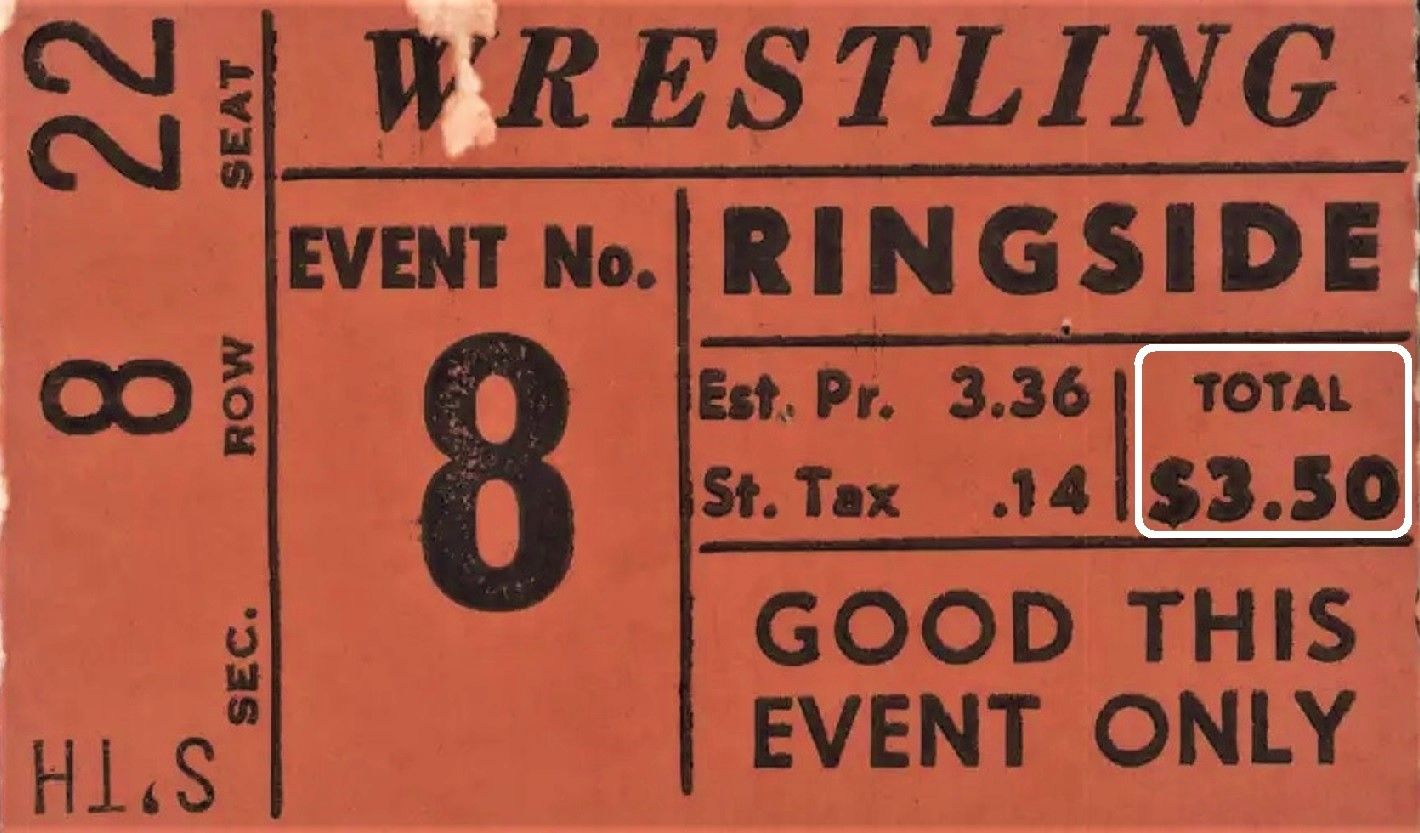 22 SEAT
8 ROW
SEC.
S'TH
WRESTLING
EVENT No.
8
RINGSIDE
Est. Pr. 3.36
St. Tax .14
TOTAL
$3.50
GOOD THIS
EVENT ONLY